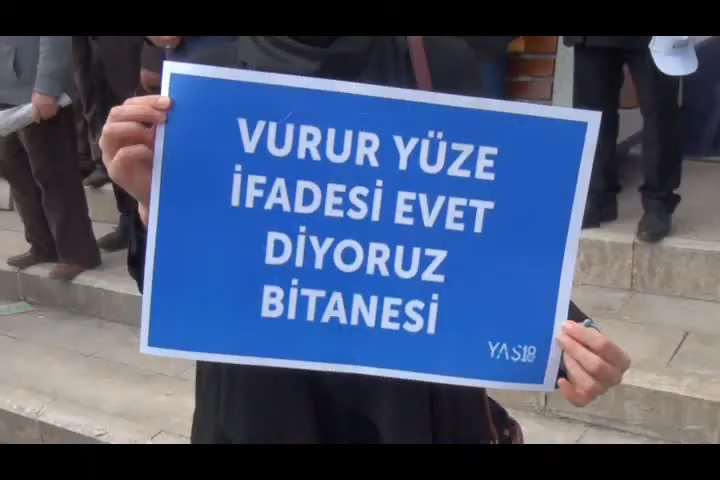 VURUR YÜZE
İFADESİ EVET
DİYORUZ
BİTANESİ
YAS18